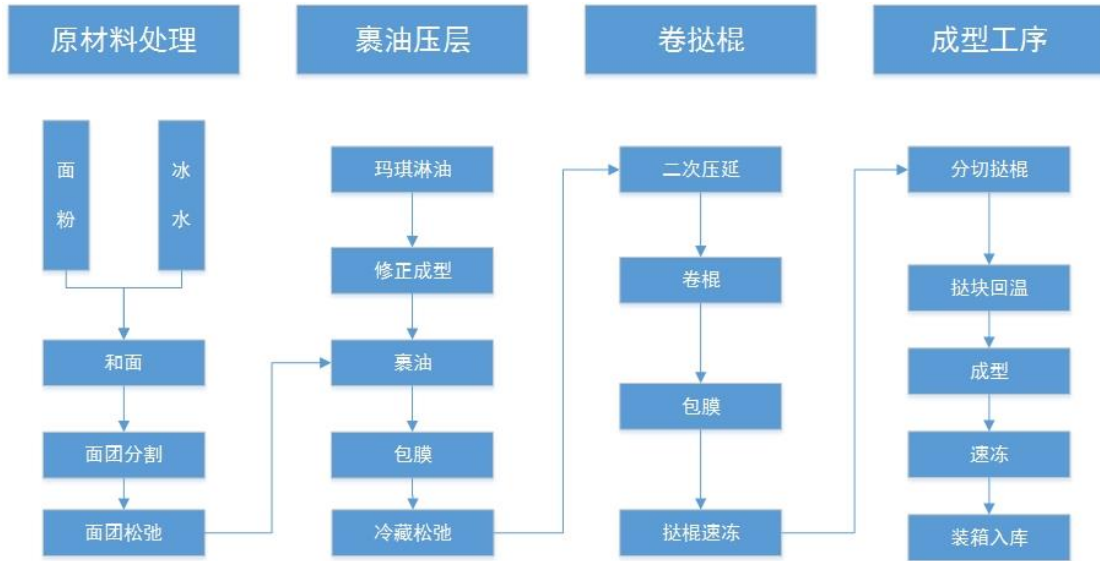 原材料处理
裹油压层
卷挞棍
成型工序
面粉
冰水
和面
面团分割
面团松弛
玛琪淋油
修正成型
裹油
包膜
冷藏松弛
二次压延
卷棍
包膜
挞棍速冻
分切挞棍
挞块回温
成型
速冻
装箱入库